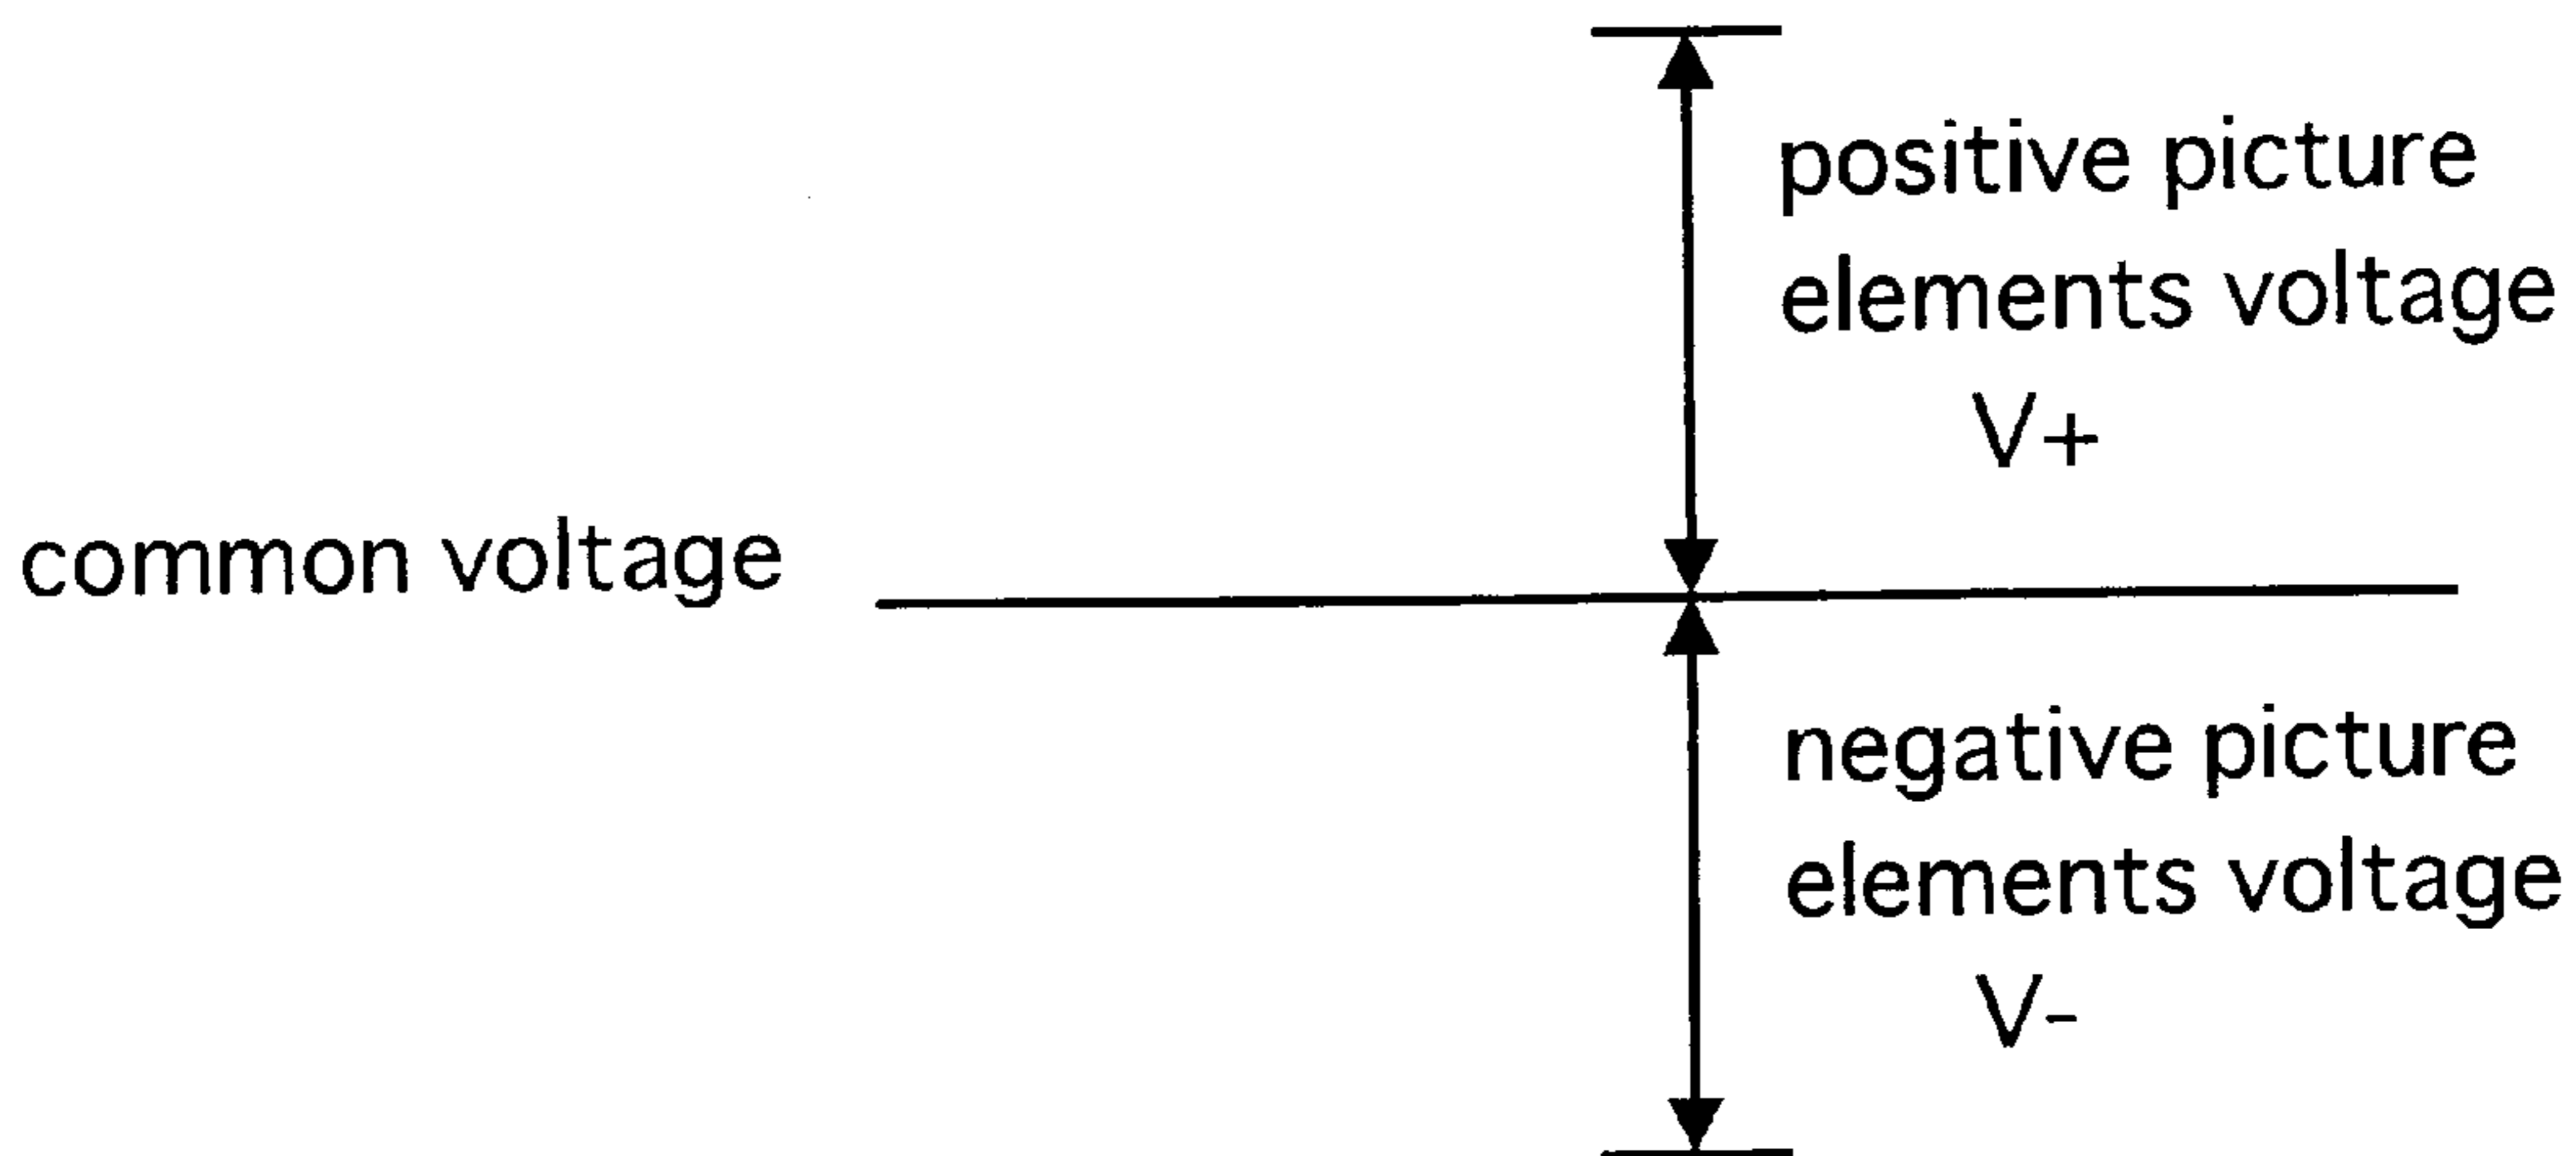 positive picture
elements voltage
V+
common voltage
negative picture
elements voltage
V-